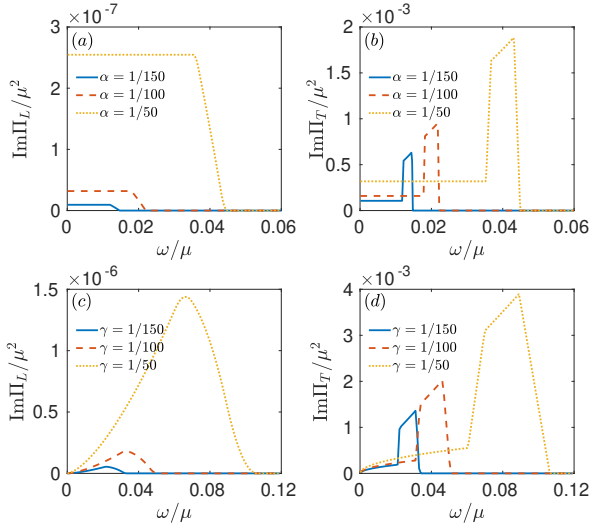 ×10⁻⁷
(a)
α = 1/150
α = 1/100
α = 1/50
ImΠ_L/μ²
3
2
1
0
0 0.02 0.04 0.06
ω/μ
×10⁻³
(b)
α = 1/150
α = 1/100
α = 1/50
ImΠ_T/μ²
2
1.5
1
0.5
0
0 0.02 0.04 0.06
ω/μ
×10⁻⁶
(c)
γ = 1/150
γ = 1/100
γ = 1/50
ImΠ_L/μ²
1.5
1
0.5
0
0 0.04 0.08 0.12
ω/μ
×10⁻³
(d)
γ = 1/150
γ = 1/100
γ = 1/50
ImΠ_T/μ²
4
3
2
1
0
0 0.04 0.08 0.12
ω/μ